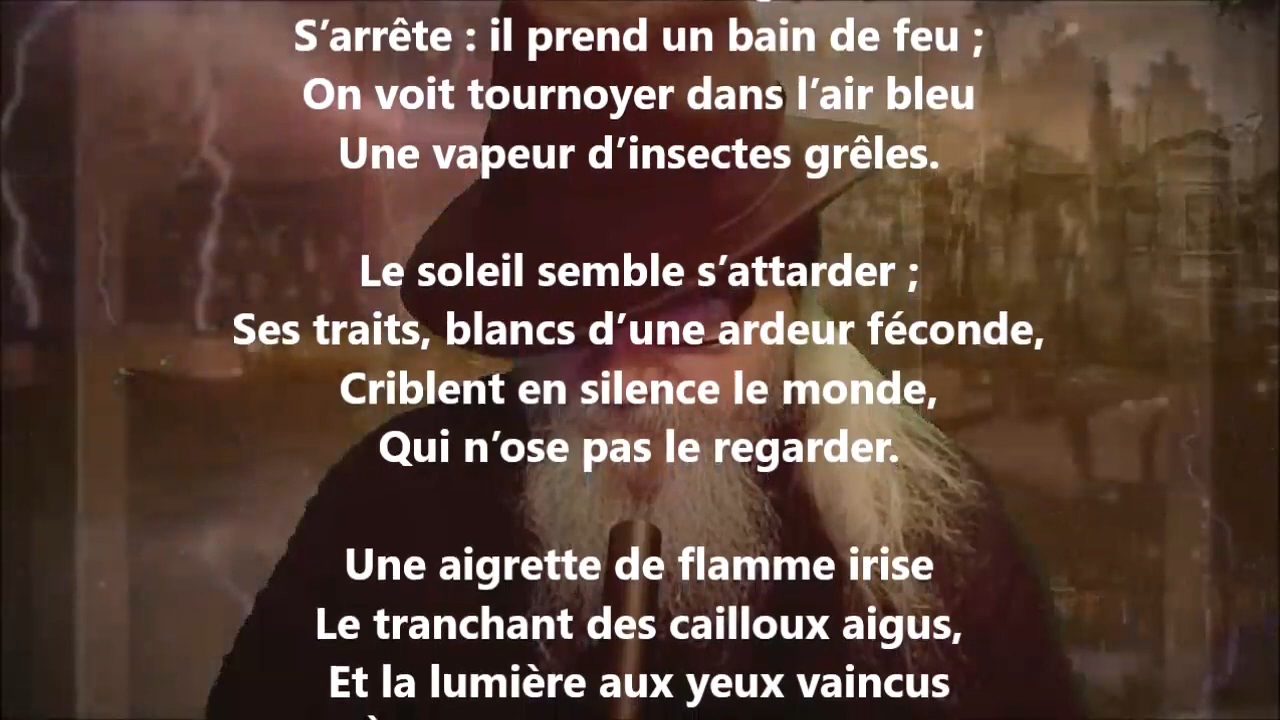 S’arrête : il prend un bain de feu ;
On voit tournoyer dans l’air bleu
Une vapeur d’insectes grêles.
Le soleil semble s’attarder ;
Ses traits, blancs d’une ardeur féconde,
Criblent en silence le monde,
Qui n’ose pas le regarder.
Une aigrette de flamme irise
Le tranchant des cailloux aigus,
Et la lumière aux yeux vaincus